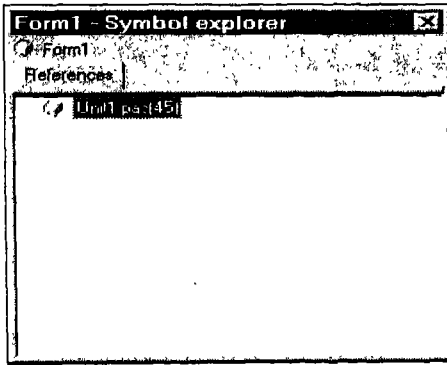 Form1 - Symbol explorer
Form1
References
Unit1.pas(45)